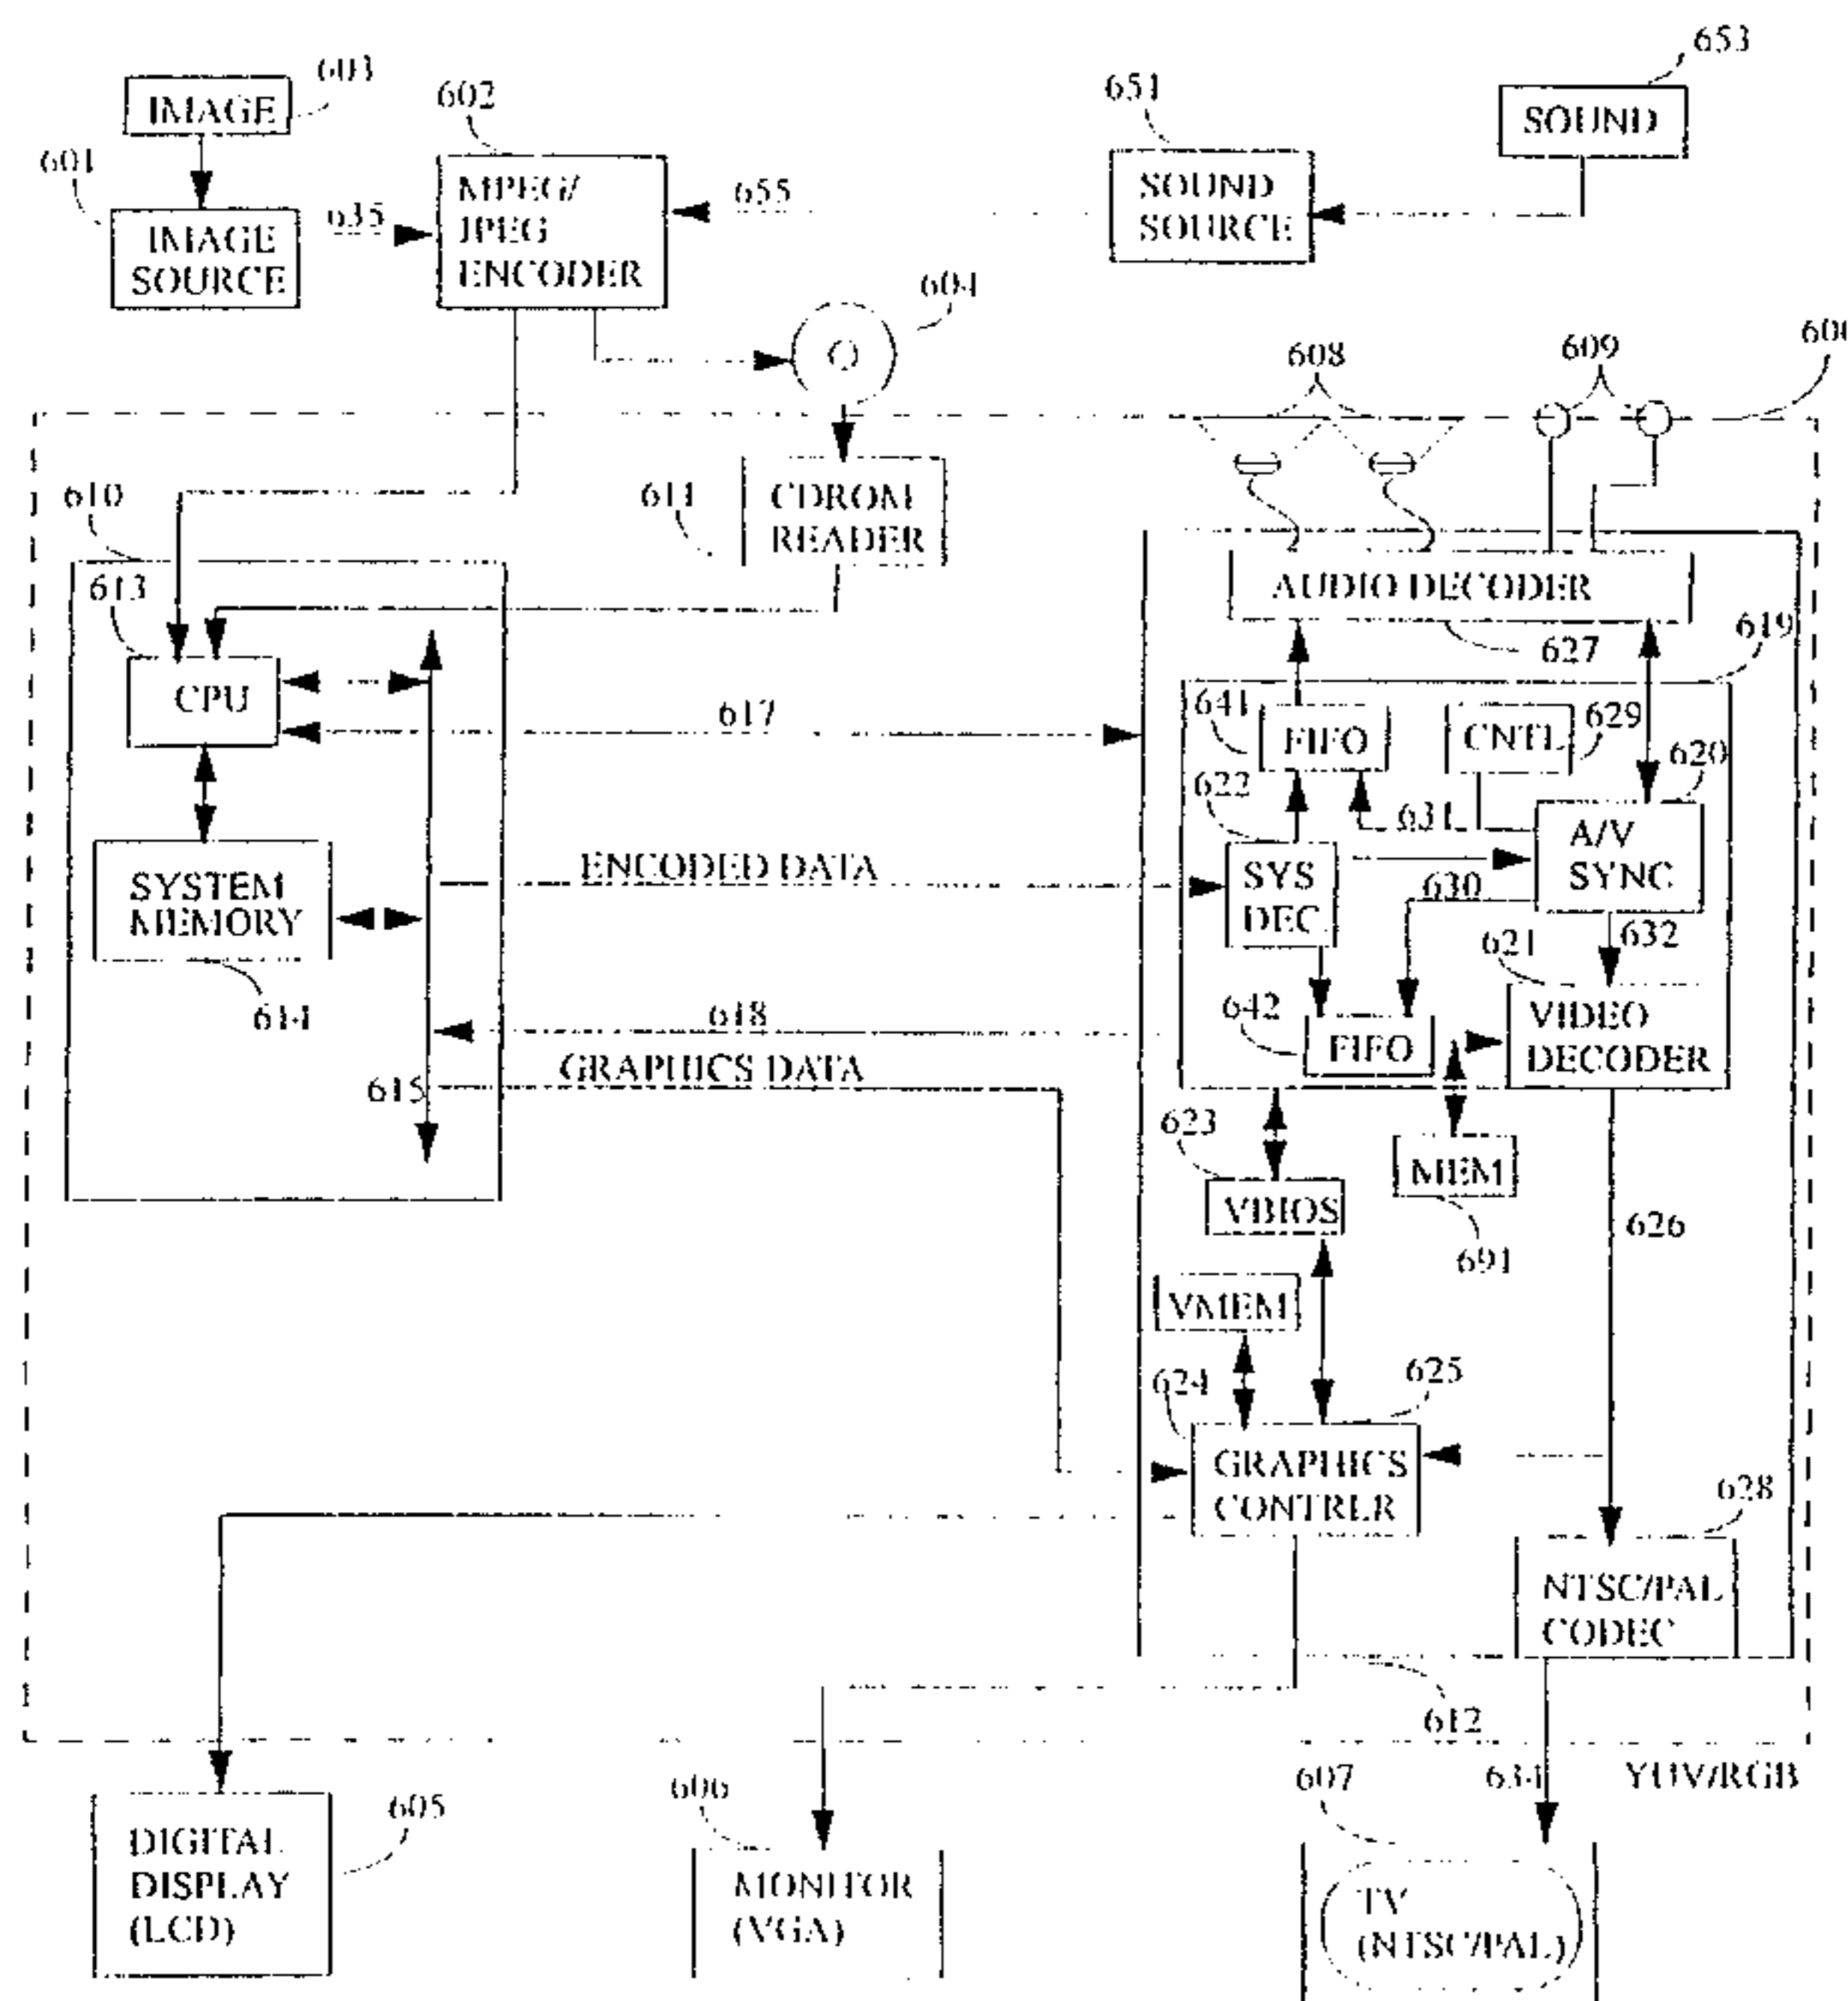 653
603
602
651
IMAGE
SOUND
601
MPEG/
JPEG
ENCODER
655
SOUND
SOURCE
635
IMAGE
SOURCE
604
608
609
600
610
611
CDROM
READER
613
AUDIO DECODER
619
627
CPU
617
641
FIFO
CNTL
629
620
622
631
A/V
SYNC
ENCODED DATA
SYS
DEC
630
SYSTEM
MEMORY
621
632
614
618
642
FIFO
VIDEO
DECODER
GRAPHICS DATA
615
623
MEM
VBIOS
626
691
VMEM
624
625
GRAPHICS
CONTRLR
628
NTSC/PAL
CODEC
612
607
634
YUV/RGB
606
605
DIGITAL
DISPLAY
(LCD)
MONITOR
(VGA)
TV
(NTSC/PAL)